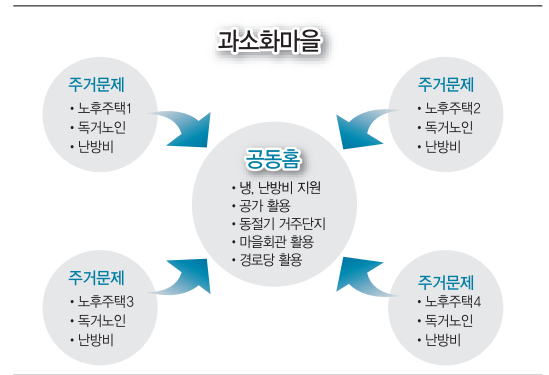 과소화마을
주거문제
• 노후주택1
• 독거노인
• 난방비
주거문제
• 노후주택2
• 독거노인
• 난방비
공동홈
• 냉, 난방비 지원
• 공가 활용
• 동절기 거주단지
• 마을회관 활용
• 경로당 활용
주거문제
• 노후주택3
• 독거노인
• 난방비
주거문제
• 노후주택4
• 독거노인
• 난방비